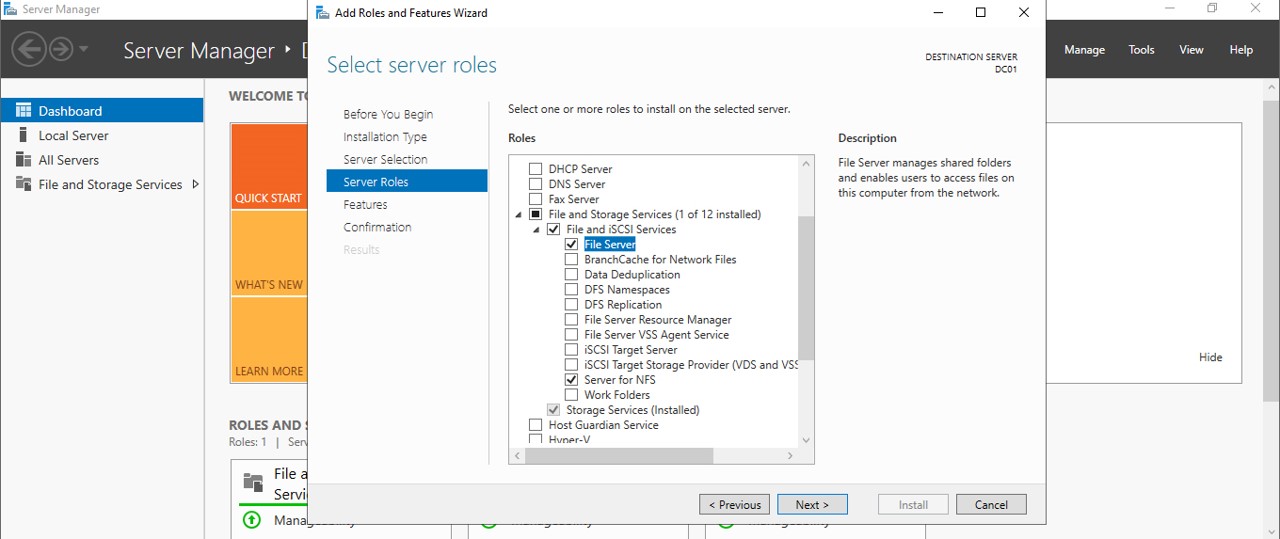 Server Manager
Add Roles and Features Wizard
Server Manager
Manage
Tools
View
Help
Select server roles
DESTINATION SERVER
DC01
Dashboard
Local Server
All Servers
File and Storage Services
WELCOME TO
QUICK START
WHAT'S NEW
LEARN MORE
Hide
ROLES AND S
Roles: 1 | Serv
File a
Servic
Manageability
Manageability
Manageability
Before You Begin
Installation Type
Server Selection
Server Roles
Features
Confirmation
Results
Select one or more roles to install on the selected server.
Roles
DHCP Server
DNS Server
Fax Server
File and Storage Services (1 of 12 installed)
File and iSCSI Services
File Server
BranchCache for Network Files
Data Deduplication
DFS Namespaces
DFS Replication
File Server Resource Manager
File Server VSS Agent Service
iSCSI Target Server
iSCSI Target Storage Provider (VDS and VSS
Server for NFS
Work Folders
Storage Services (Installed)
Host Guardian Service
Hyper-V
Description
File Server manages shared folders
and enables users to access files on
this computer from the network.
< Previous
Next >
Install
Cancel